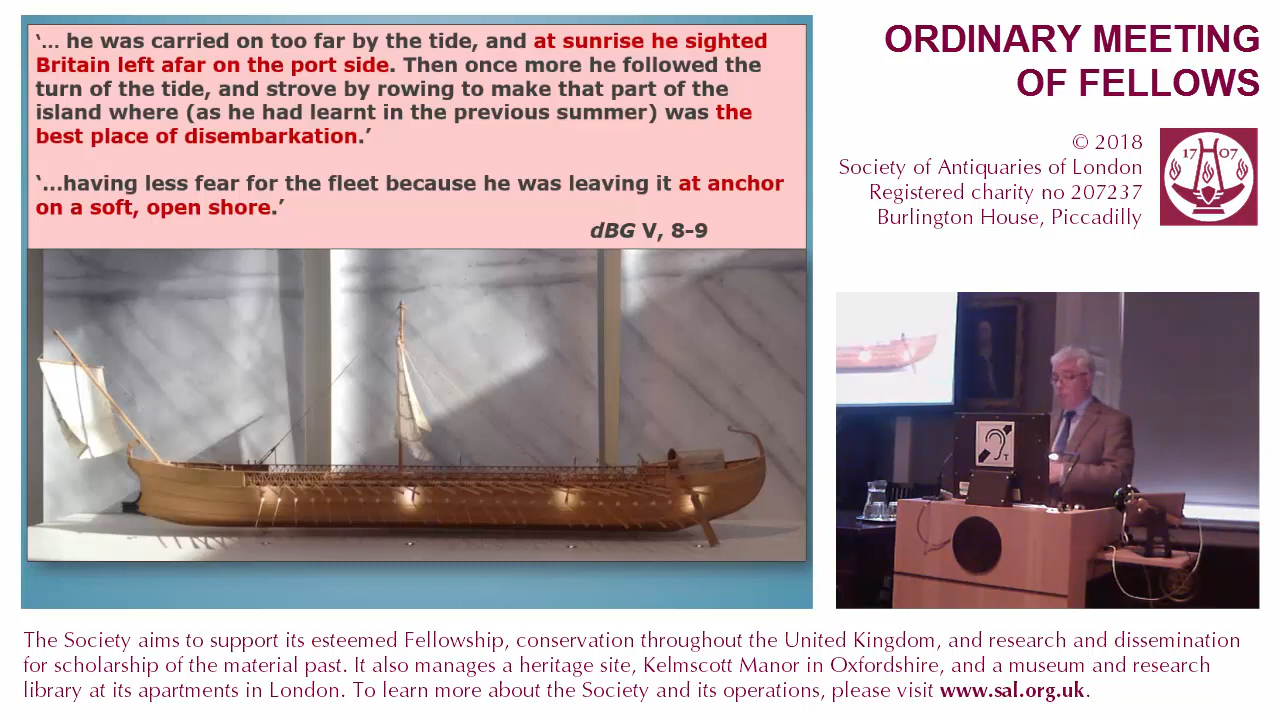 ‘... he was carried on too far by the tide, and at sunrise he sighted
Britain left afar on the port side. Then once more he followed the
turn of the tide, and strove by rowing to make that part of the
island where (as he had learnt in the previous summer) was the
best place of disembarkation.’
‘...having less fear for the fleet because he was leaving it at anchor
on a soft, open shore.’
dBG V, 8-9
ORDINARY MEETING
OF FELLOWS
© 2018
Society of Antiquaries of London
Registered charity no 207237
Burlington House, Piccadilly
17 07
T
The Society aims to support its esteemed Fellowship, conservation throughout the United Kingdom, and research and dissemination
for scholarship of the material past. It also manages a heritage site, Kelmscott Manor in Oxfordshire, and a museum and research
library at its apartments in London. To learn more about the Society and its operations, please visit www.sal.org.uk.